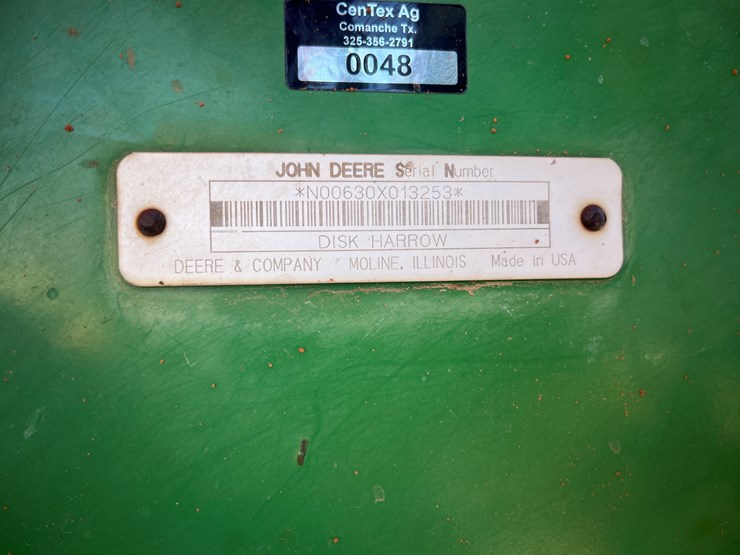 CenTex Ag
Comanche Tx.
325-356-2791
0048
JOHN DEERE Serial Number
*N00630X013253*
DISK HARROW
DEERE & COMPANY MOLINE, ILLINOIS Made in USA